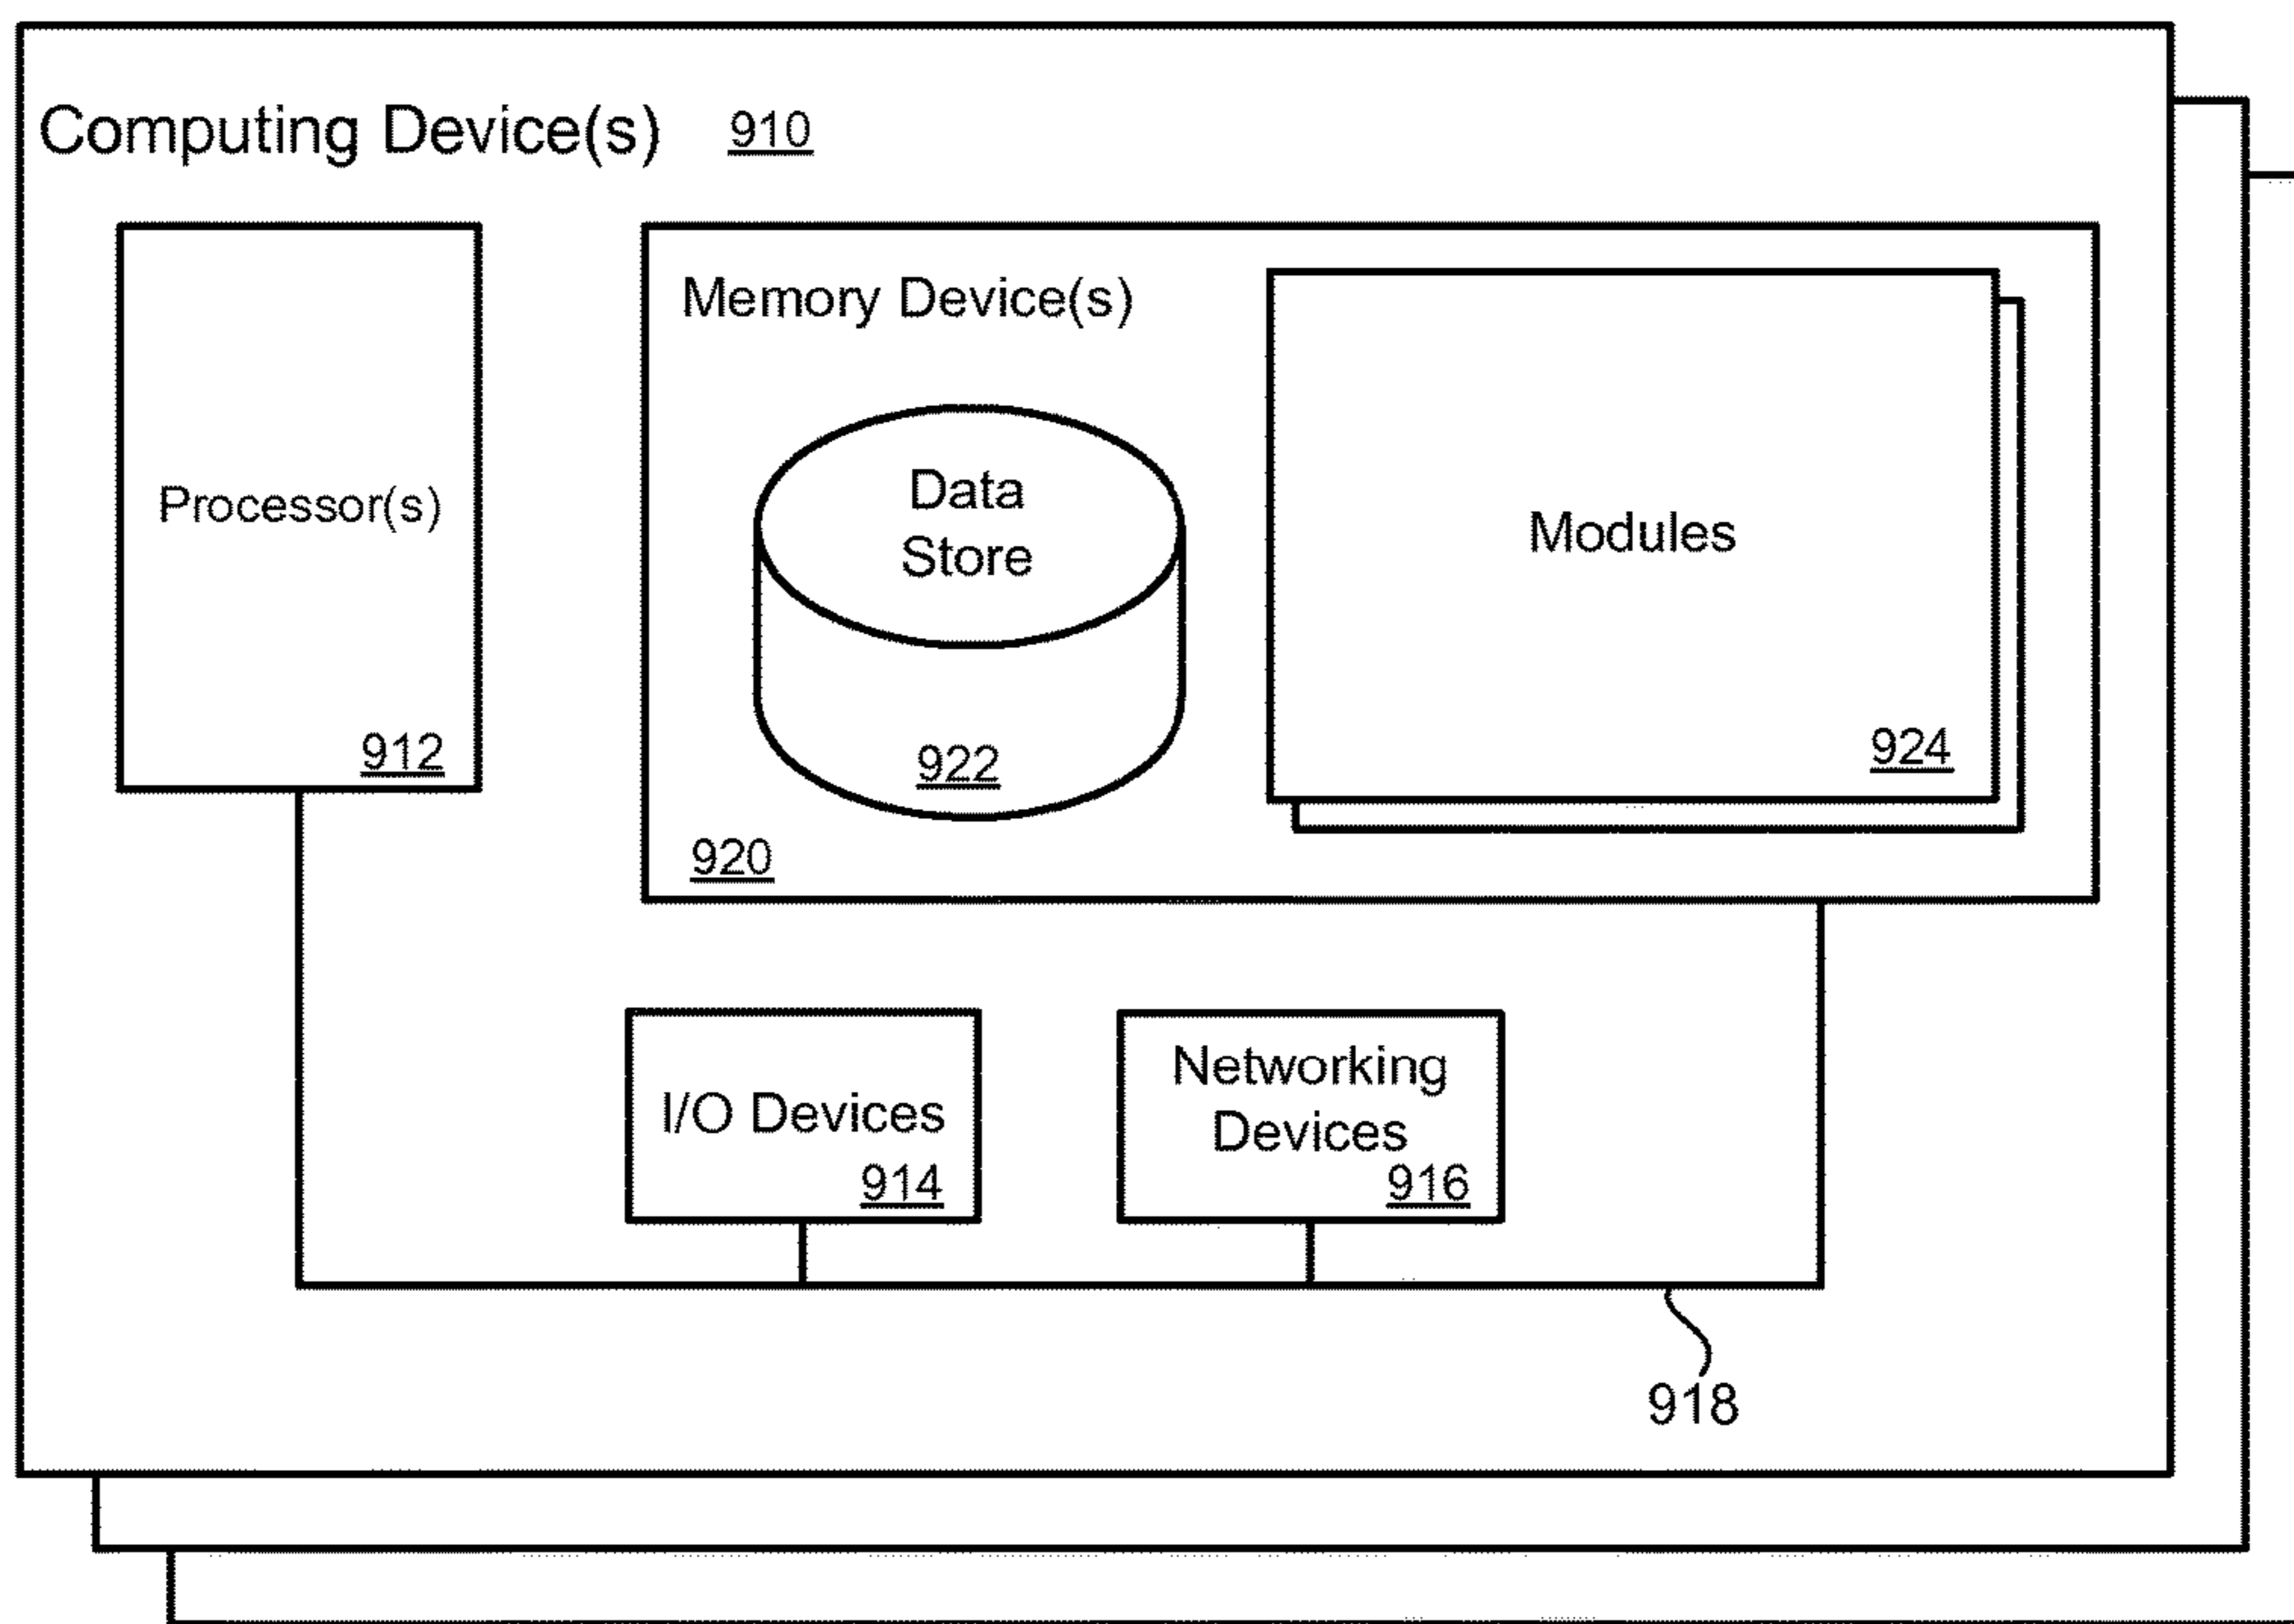 Computing Device(s) 910
Processor(s)
912
Memory Device(s)
Data
Store
922
920
Modules
924
I/O Devices
914
Networking
Devices
916
918